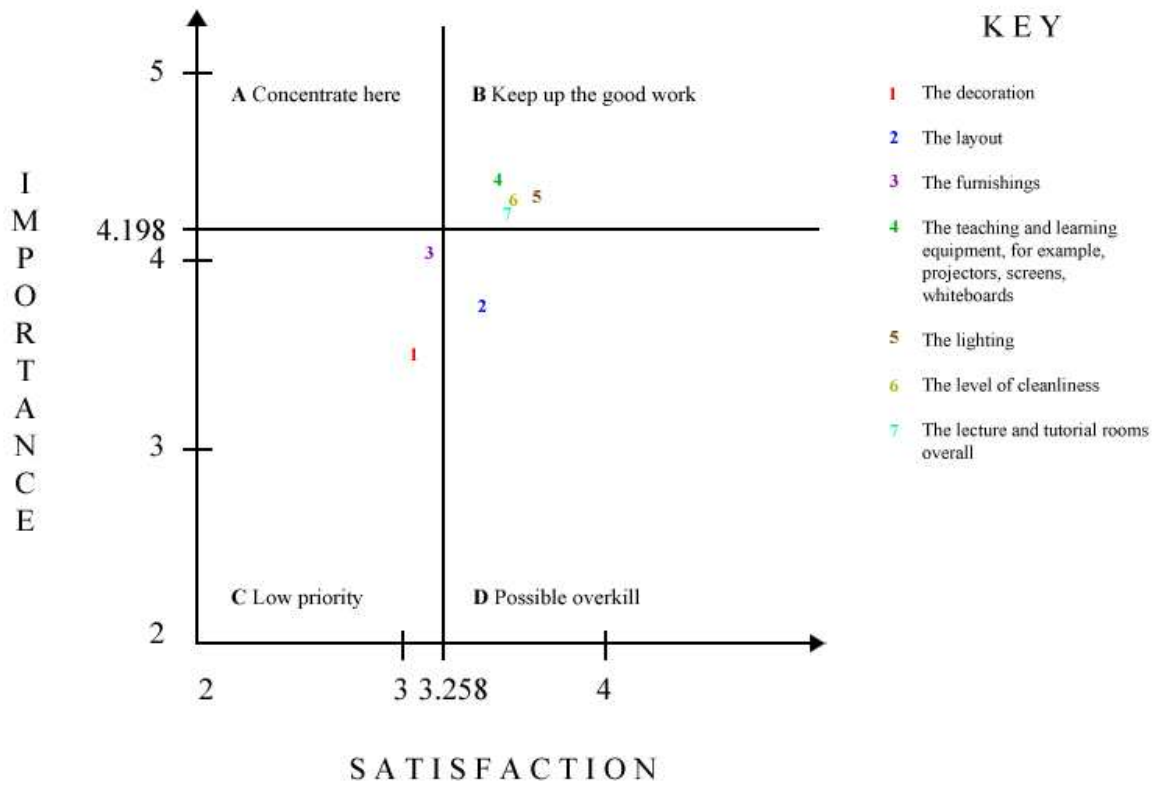 K E Y
5
A Concentrate here
B Keep up the good work
1 The decoration
2 The layout
I M P O R T A N C E
4
6
5
7
3 The furnishings
4.198
4
3
4 The teaching and learning
equipment, for example,
projectors, screens,
whiteboards
2
1
5 The lighting
6 The level of cleanliness
3
7 The lecture and tutorial rooms
overall
C Low priority
D Possible overkill
2
2
3
3.258
4
S A T I S F A C T I O N